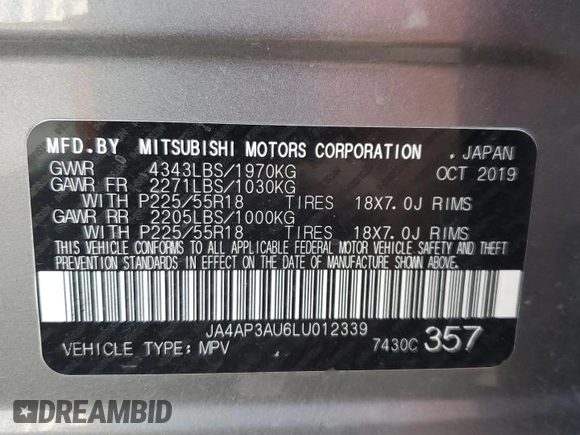 MFD.BY MITSUBISHI MOTORS CORPORATION . JAPAN
GWR 4343LBS/1970KG OCT 2019
GAWR FR 2271LBS/1030KG
WITH P225/55R18 TIRES 18X7.0J RIMS
GAWR RR 2205LBS/1000KG
WITH P225/55R18 TIRES 18X7.0J RIMS
THIS VEHICLE CONFORMS TO ALL APPLICABLE FEDERAL MOTOR VEHICLE SAFETY AND THEFT
PREVENTION STANDARDS IN EFFECT ON THE DATE OF MANUFACTURE SHOWN ABOVE.
JA4AP3AU6LU012339
VEHICLE TYPE: MPV 7430C 357
DREAMBID